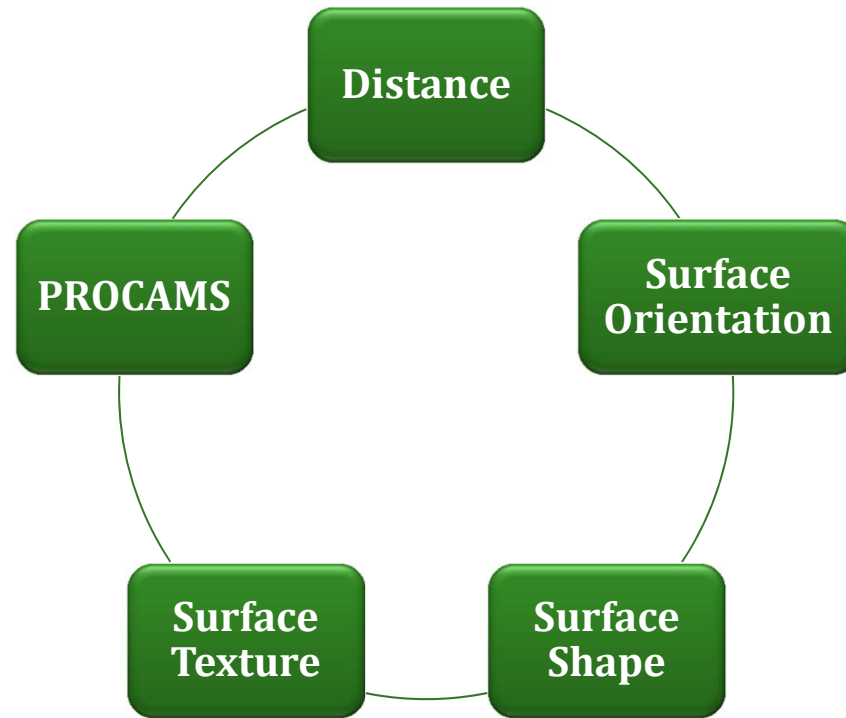 Distance
Surface
Orientation
Surface
Shape
Surface
Texture
PROCAMS